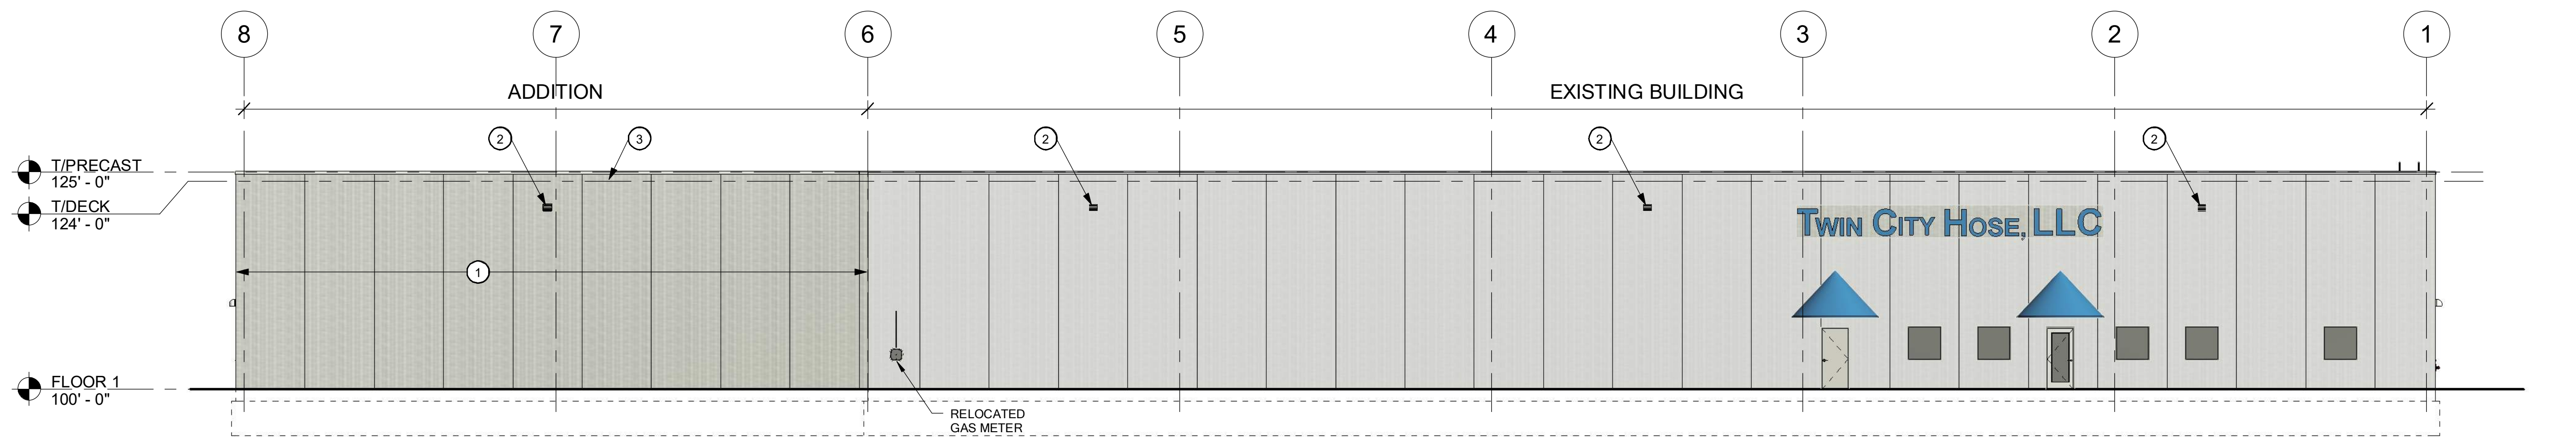 8 7 6 5 4 3 2 1
ADDITION EXISTING BUILDING
2 3 2 2 2
T/PRECAST
125' - 0"
T/DECK
124' - 0"
TWIN CITY HOSE, LLC
1
FLOOR 1
100' - 0"
RELOCATED
GAS METER